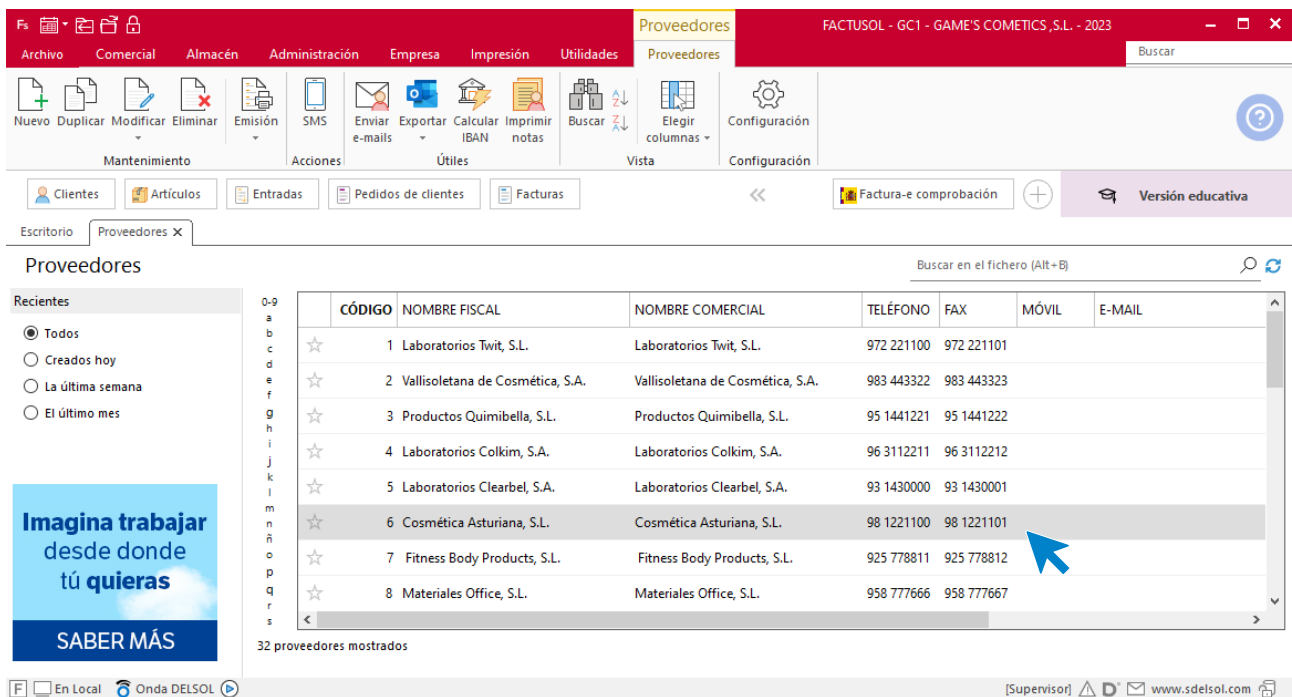 Fs Proveedores FACTUSOL - GC1 - GAME'S COMETICS ,S.L. - 2023
Archivo Comercial Almacén Administración Empresa Impresión Utilidades Proveedores Buscar
Nuevo Duplicar Modificar Eliminar Emisión SMS Enviar e-mails Exportar Calcular IBAN Imprimir notas Buscar Elegir columnas Configuración
Mantenimiento Acciones Útiles Vista Configuración
Clientes Artículos Entradas Pedidos de clientes Facturas Factura-e comprobación Versión educativa
Escritorio Proveedores
Proveedores Buscar en el fichero (Alt+B)
Recientes
Todos
Creados hoy
La última semana
El último mes
Imagina trabajar
desde donde
tú quieras
SABER MÁS
0-9
a
b
c
d
e
f
g
h
i
j
k
l
m
n
ñ
o
p
q
r
s
CÓDIGO NOMBRE FISCAL NOMBRE COMERCIAL TELÉFONO FAX MÓVIL E-MAIL
1 Laboratorios Twit, S.L. Laboratorios Twit, S.L. 972 221100 972 221101
2 Vallisoletana de Cosmética, S.A. Vallisoletana de Cosmética, S.A. 983 443322 983 443323
3 Productos Quimibella, S.L. Productos Quimibella, S.L. 95 1441221 95 1441222
4 Laboratorios Colkim, S.A. Laboratorios Colkim, S.A. 96 3112211 96 3112212
5 Laboratorios Clearbel, S.A. Laboratorios Clearbel, S.A. 93 1430000 93 1430001
6 Cosmética Asturiana, S.L. Cosmética Asturiana, S.L. 98 1221100 98 1221101
7 Fitness Body Products, S.L. Fitness Body Products, S.L. 925 778811 925 778812
8 Materiales Office, S.L. Materiales Office, S.L. 958 777666 958 777667
32 proveedores mostrados
F En Local Onda DELSOL [Supervisor] D www.sdelsol.com